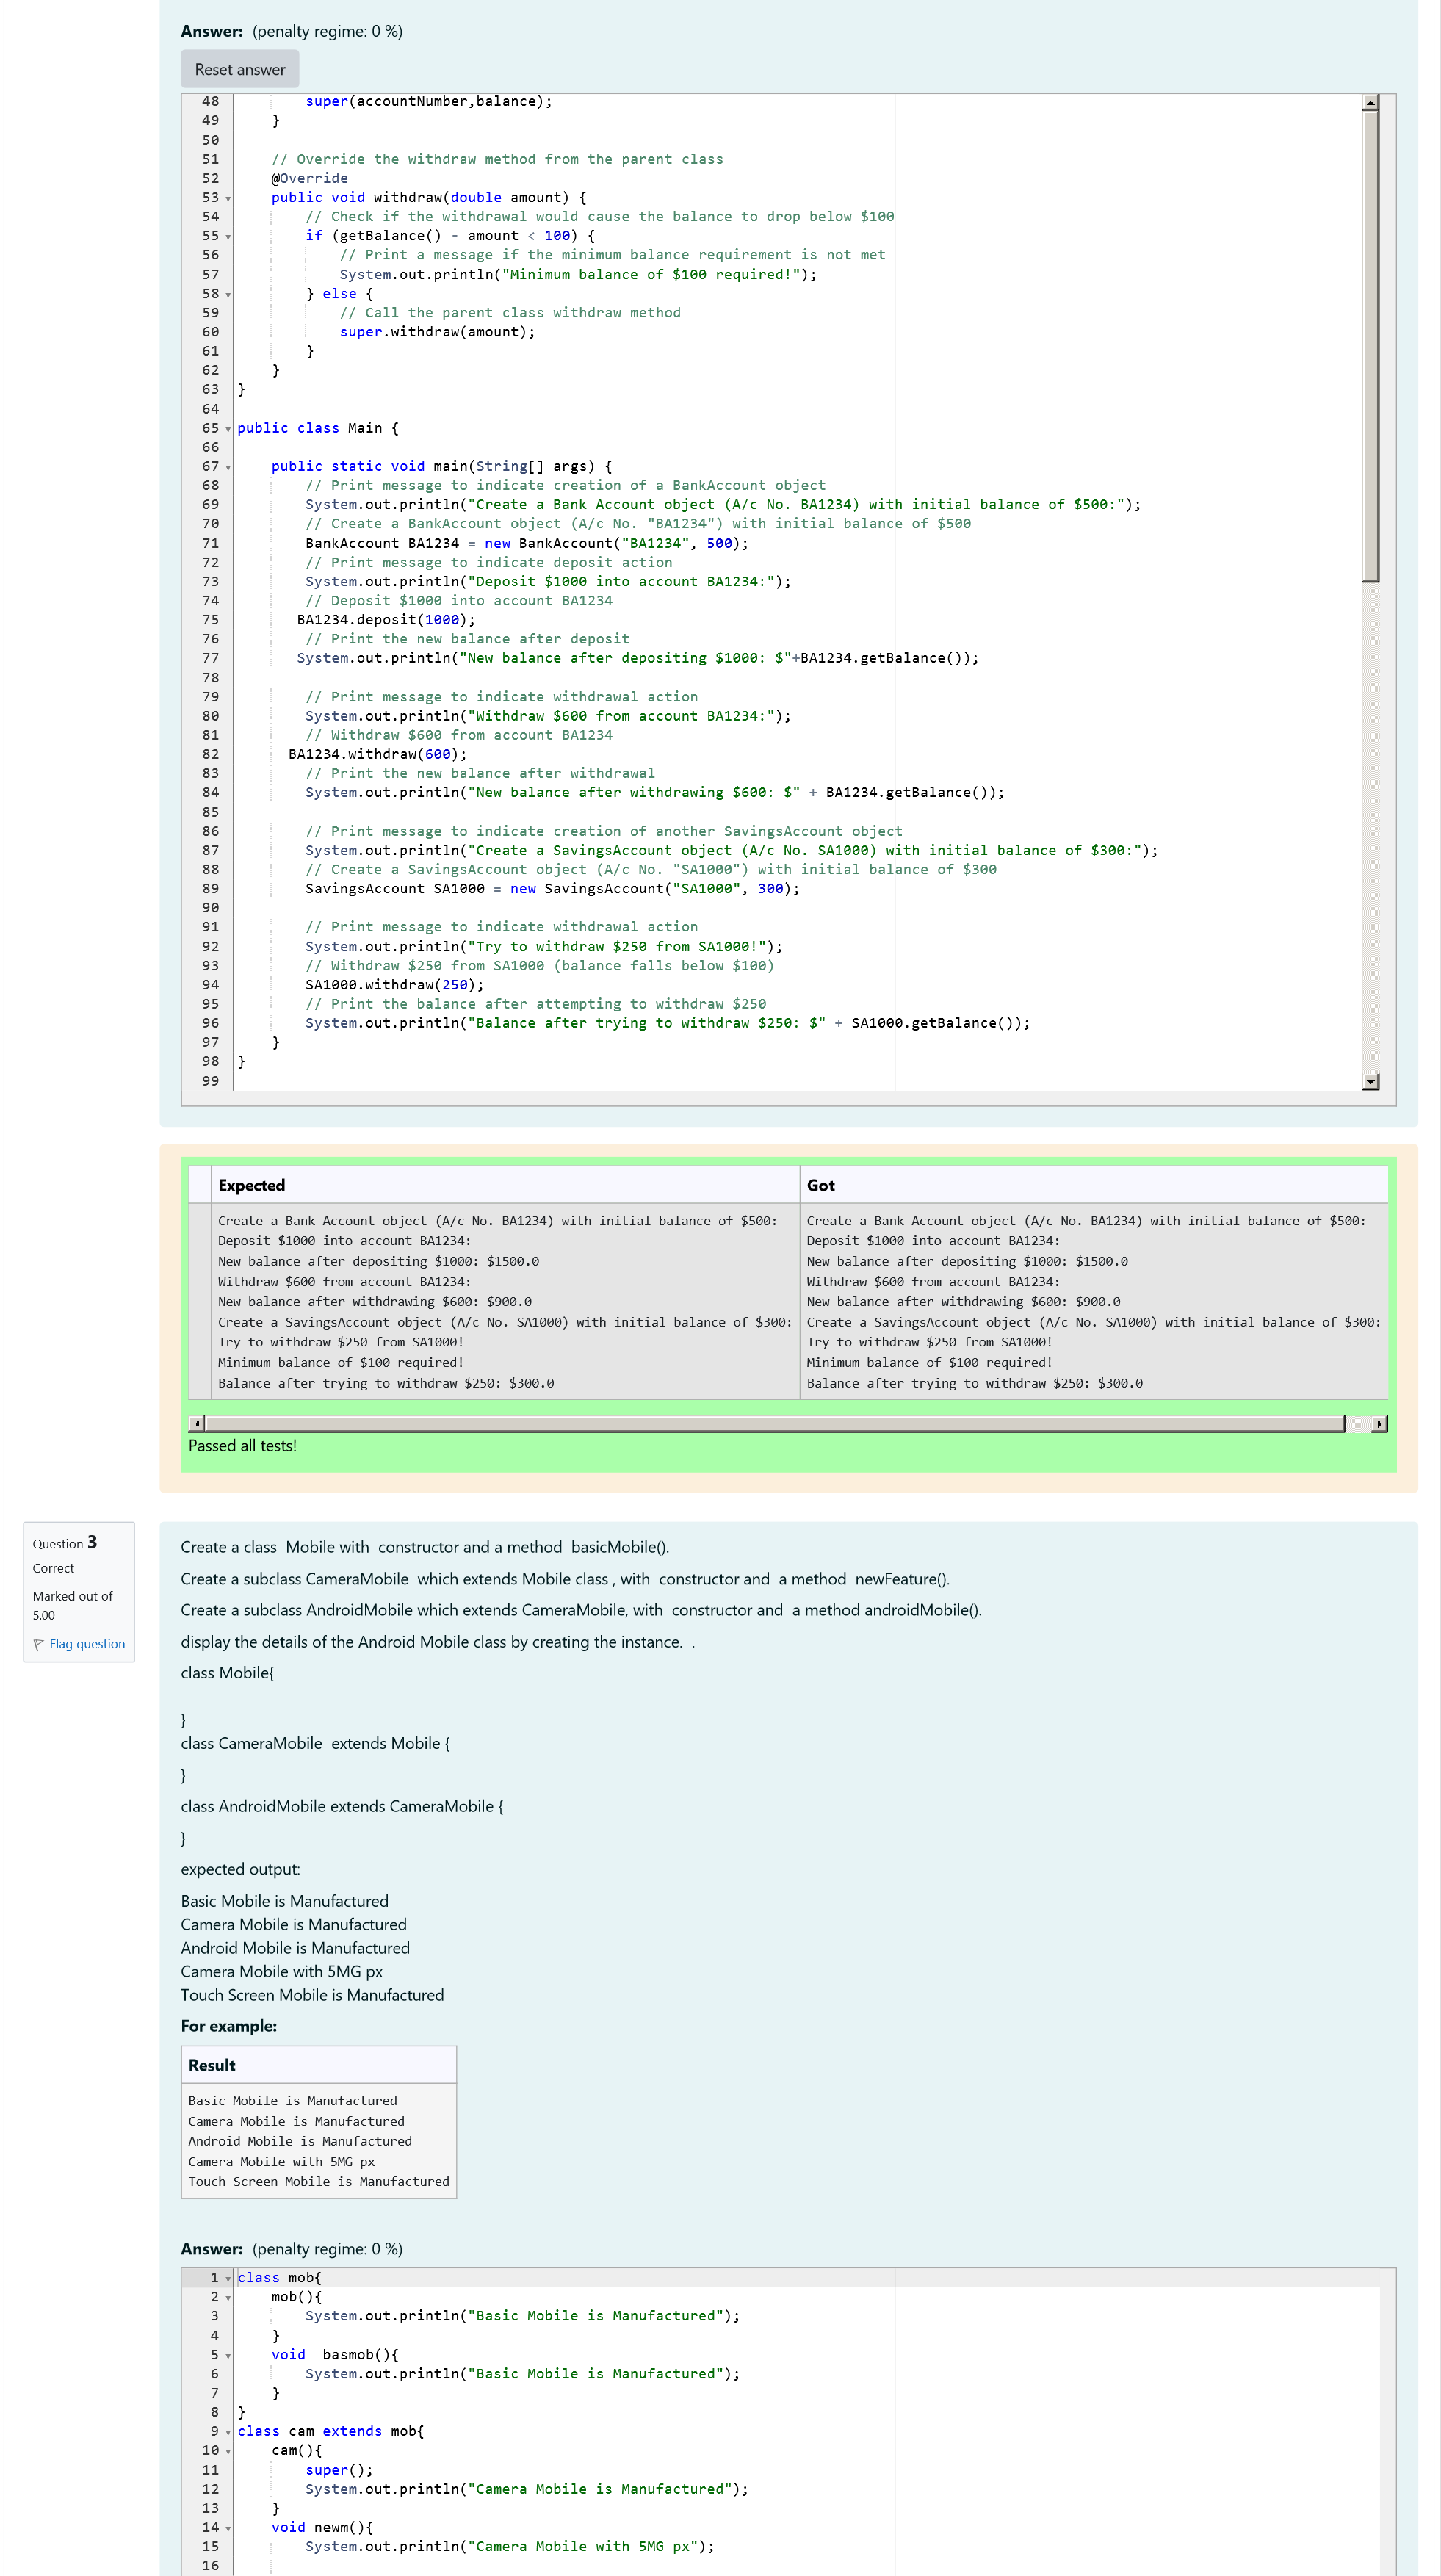 Answer: (penalty regime: 0 %)
Reset answer
48         super(accountNumber,balance);
49     }
50
51     // Override the withdraw method from the parent class
52     @Override
53     public void withdraw(double amount) {
54         // Check if the withdrawal would cause the balance to drop below $100
55         if (getBalance() - amount < 100) {
56             // Print a message if the minimum balance requirement is not met
57             System.out.println("Minimum balance of $100 required!");
58         } else {
59             // Call the parent class withdraw method
60             super.withdraw(amount);
61         }
62     }
63 }
64
65 public class Main {
66
67     public static void main(String[] args) {
68         // Print message to indicate creation of a BankAccount object
69         System.out.println("Create a Bank Account object (A/c No. BA1234) with initial balance of $500:");
70         // Create a BankAccount object (A/c No. "BA1234") with initial balance of $500
71         BankAccount BA1234 = new BankAccount("BA1234", 500);
72         // Print message to indicate deposit action
73         System.out.println("Deposit $1000 into account BA1234:");
74         // Deposit $1000 into account BA1234
75        BA1234.deposit(1000);
76         // Print the new balance after deposit
77        System.out.println("New balance after depositing $1000: $"+BA1234.getBalance());
78
79         // Print message to indicate withdrawal action
80         System.out.println("Withdraw $600 from account BA1234:");
81         // Withdraw $600 from account BA1234
82       BA1234.withdraw(600);
83         // Print the new balance after withdrawal
84         System.out.println("New balance after withdrawing $600: $" + BA1234.getBalance());
85
86         // Print message to indicate creation of another SavingsAccount object
87         System.out.println("Create a SavingsAccount object (A/c No. SA1000) with initial balance of $300:");
88         // Create a SavingsAccount object (A/c No. "SA1000") with initial balance of $300
89         SavingsAccount SA1000 = new SavingsAccount("SA1000", 300);
90
91         // Print message to indicate withdrawal action
92         System.out.println("Try to withdraw $250 from SA1000!");
93         // Withdraw $250 from SA1000 (balance falls below $100)
94         SA1000.withdraw(250);
95         // Print the balance after attempting to withdraw $250
96         System.out.println("Balance after trying to withdraw $250: $" + SA1000.getBalance());
97     }
98 }
99
Expected
Create a Bank Account object (A/c No. BA1234) with initial balance of $500:
Deposit $1000 into account BA1234:
New balance after depositing $1000: $1500.0
Withdraw $600 from account BA1234:
New balance after withdrawing $600: $900.0
Create a SavingsAccount object (A/c No. SA1000) with initial balance of $300:
Try to withdraw $250 from SA1000!
Minimum balance of $100 required!
Balance after trying to withdraw $250: $300.0
Got
Create a Bank Account object (A/c No. BA1234) with initial balance of $500:
Deposit $1000 into account BA1234:
New balance after depositing $1000: $1500.0
Withdraw $600 from account BA1234:
New balance after withdrawing $600: $900.0
Create a SavingsAccount object (A/c No. SA1000) with initial balance of $300:
Try to withdraw $250 from SA1000!
Minimum balance of $100 required!
Balance after trying to withdraw $250: $300.0
Passed all tests!
Question 3
Correct
Marked out of
5.00
Flag question
Create a class  Mobile with  constructor and a method  basicMobile().
Create a subclass CameraMobile  which extends Mobile class , with  constructor and  a method  newFeature().
Create a subclass AndroidMobile which extends CameraMobile, with  constructor and  a method androidMobile().
display the details of the Android Mobile class by creating the instance.  .
class Mobile{
}
class CameraMobile  extends Mobile {
}
class AndroidMobile extends CameraMobile {
}
expected output:
Basic Mobile is Manufactured
Camera Mobile is Manufactured
Android Mobile is Manufactured
Camera Mobile with 5MG px
Touch Screen Mobile is Manufactured
For example:
Result
Basic Mobile is Manufactured
Camera Mobile is Manufactured
Android Mobile is Manufactured
Camera Mobile with 5MG px
Touch Screen Mobile is Manufactured
Answer: (penalty regime: 0 %)
1 class mob{
2     mob(){
3         System.out.println("Basic Mobile is Manufactured");
4     }
5     void  basmob(){
6         System.out.println("Basic Mobile is Manufactured");
7     }
8 }
9 class cam extends mob{
10     cam(){
11         super();
12         System.out.println("Camera Mobile is Manufactured");
13     }
14     void newm(){
15         System.out.println("Camera Mobile with 5MG px");
16